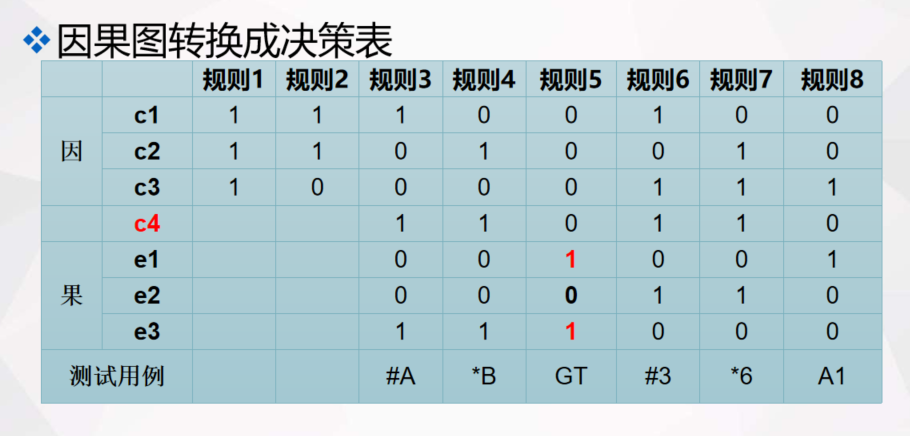 因果图转换成决策表
规则1 规则2 规则3 规则4 规则5 规则6 规则7 规则8
因 c1 1 1 1 0 0 1 0 0
c2 1 1 0 1 0 0 1 0
c3 1 0 0 0 0 1 1 1
c4 1 1 0 1 1 0
果 e1 0 0 1 0 0 1
e2 0 0 0 1 1 0
e3 1 1 1 0 0 0
测试用例 #A *B GT #3 *6 A1